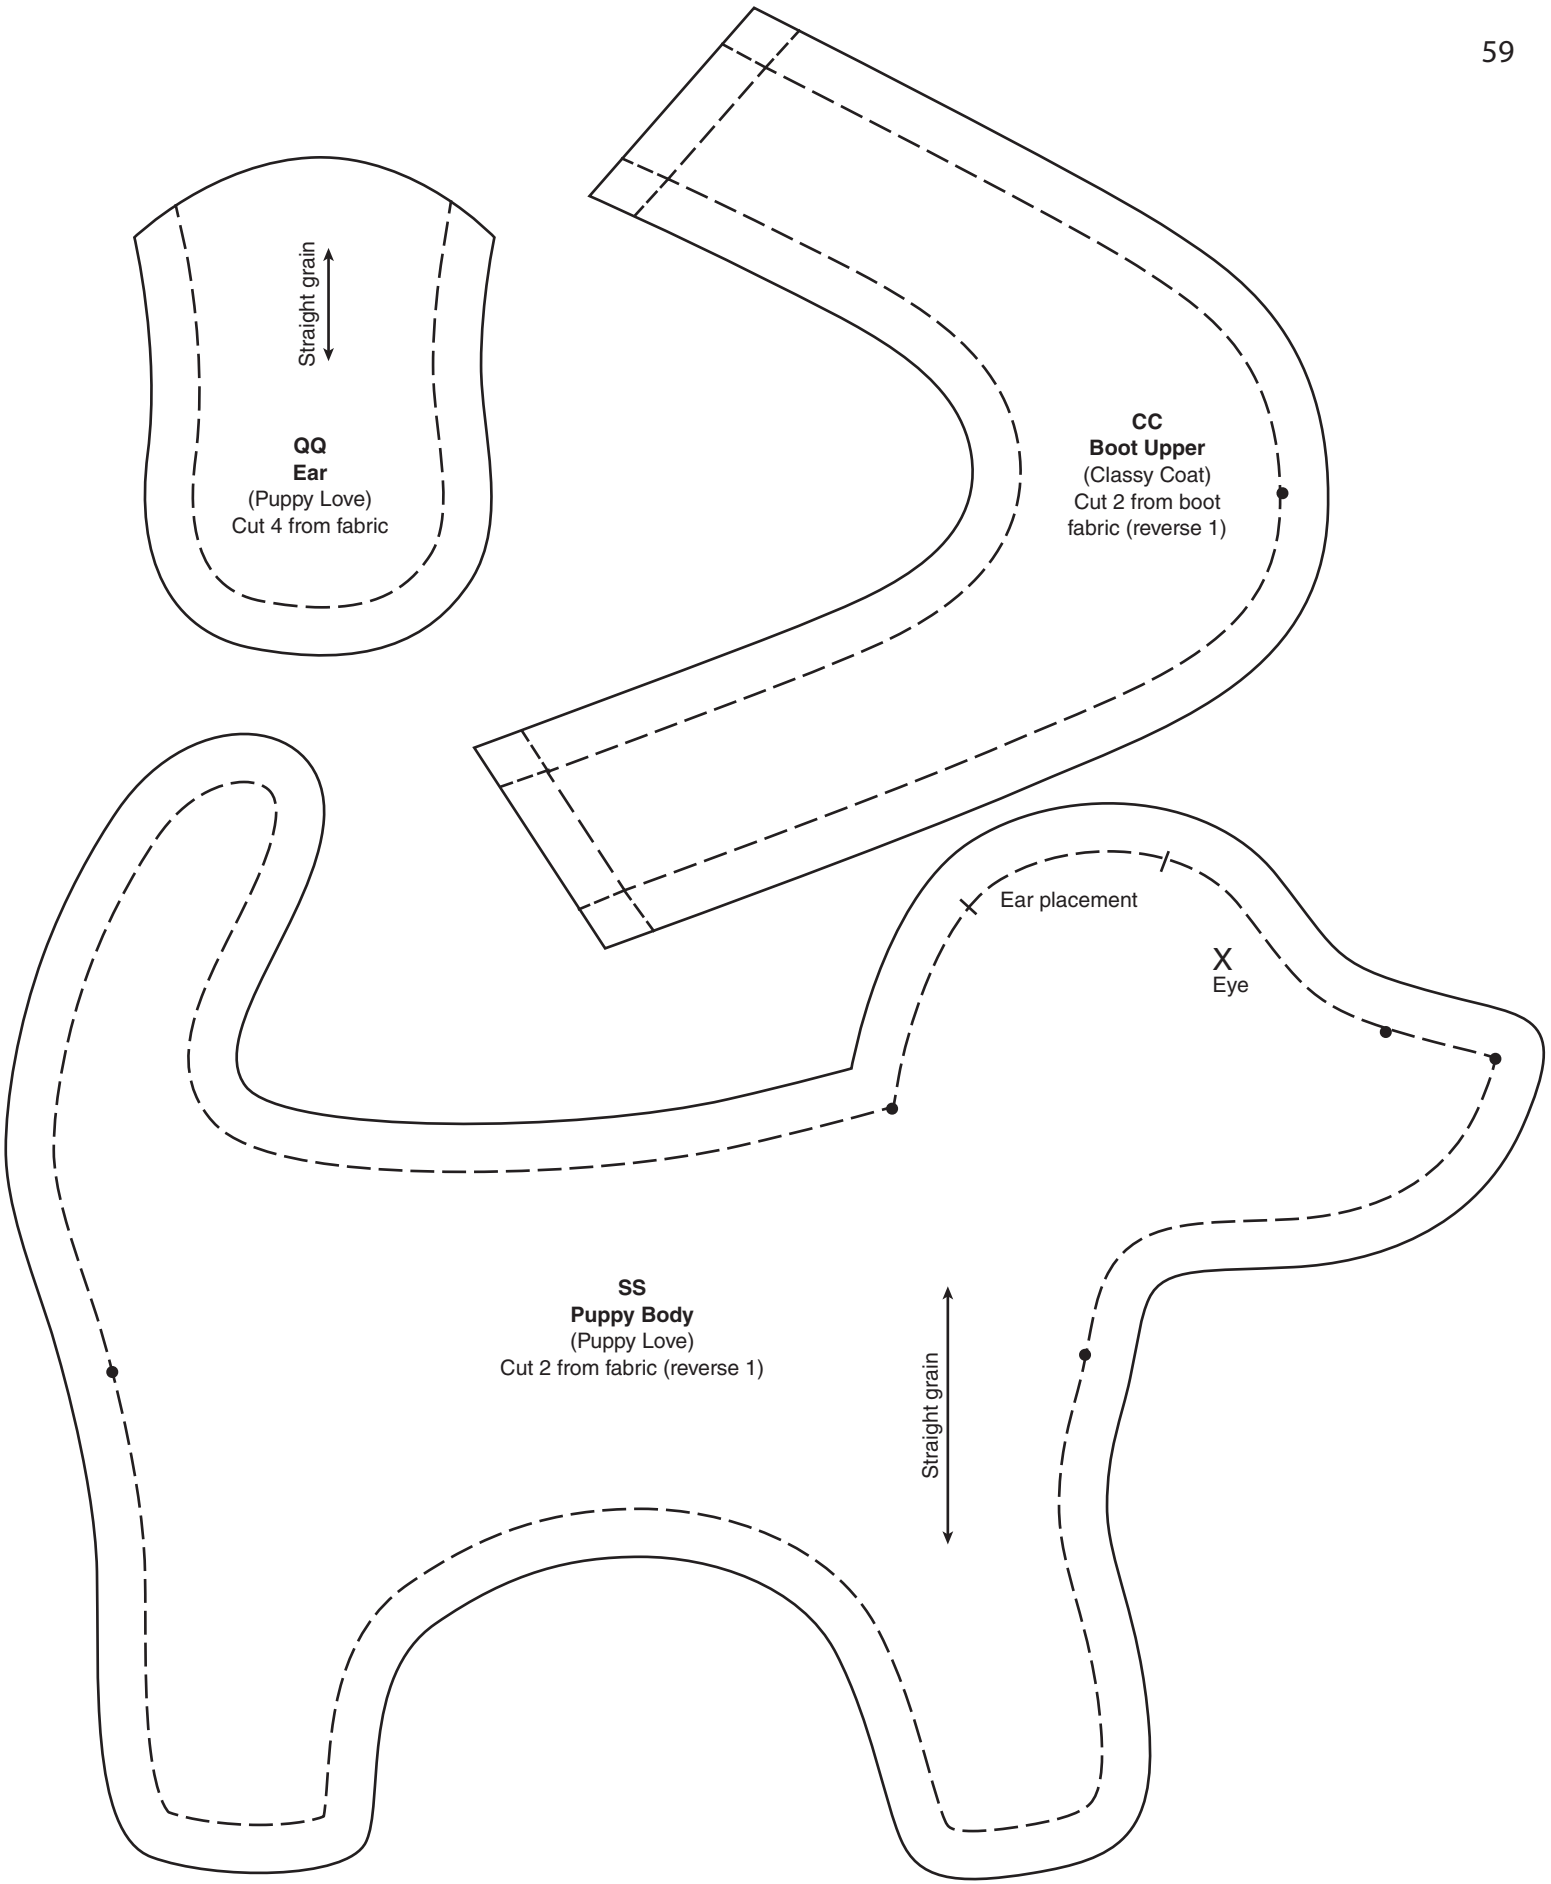 59
Straight grain
QQ
Ear
(Puppy Love)
Cut 4 from fabric
CC
Boot Upper
(Classy Coat)
Cut 2 from boot
fabric (reverse 1)
Ear placement
X
Eye
SS
Puppy Body
(Puppy Love)
Cut 2 from fabric (reverse 1)
Straight grain